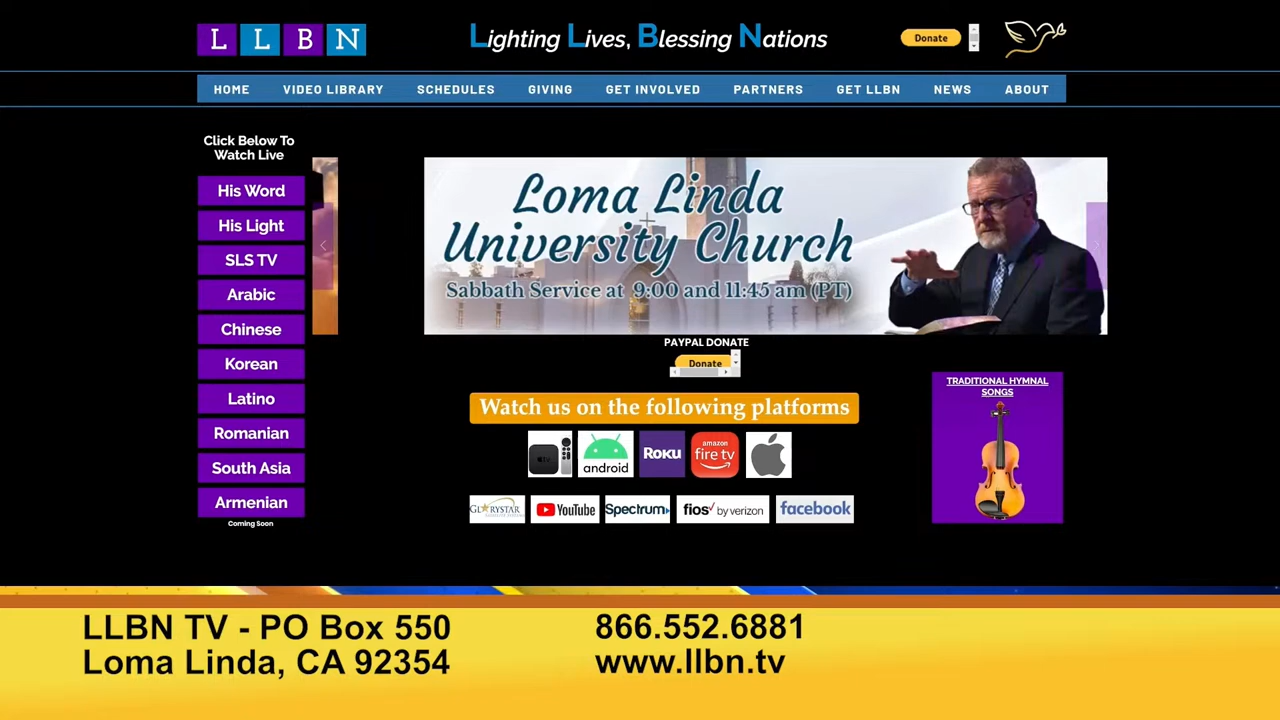 L L B N
Lighting Lives, Blessing Nations
Donate
HOME VIDEO LIBRARY SCHEDULES GIVING GET INVOLVED PARTNERS GET LLBN NEWS ABOUT
Click Below To
Watch Live
His Word
His Light
SLS TV
Arabic
Chinese
Korean
Latino
Romanian
South Asia
Armenian
Coming Soon
Loma Linda
University Church
Sabbath Service at 9:00 and 11:45 am (PT)
PAYPAL DONATE
Donate
Watch us on the following platforms
tv
android
ROKU
amazon
fire tv
GLORYSTAR
YouTube
Spectrum
fios by verizon
facebook
TRADITIONAL HYMNAL
SONGS
LLBN TV - PO Box 550
Loma Linda, CA 92354
866.552.6881
www.llbn.tv